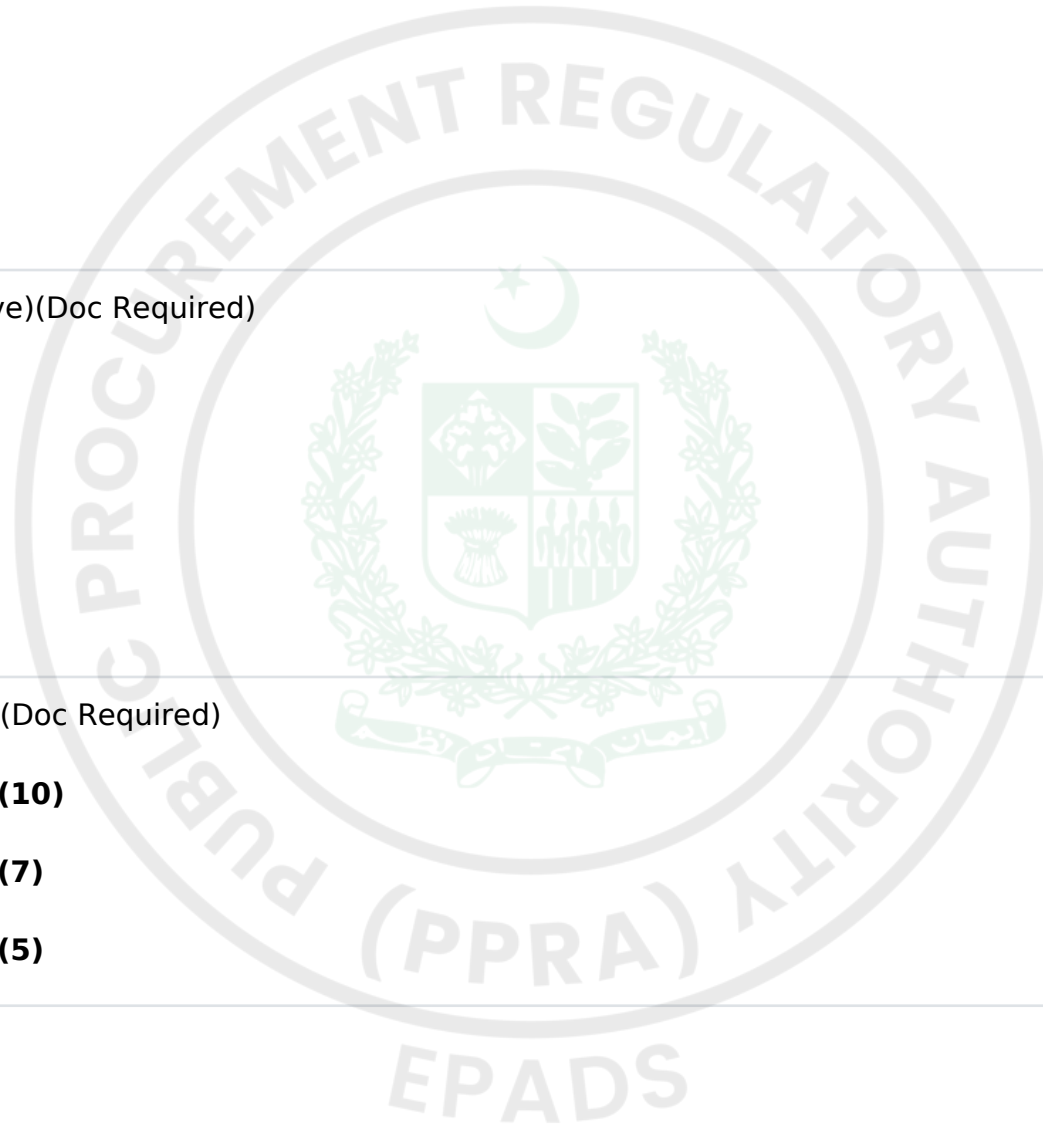 PUBLIC PROCUREMENT REGULATORY AUTHORITY
ve)(Doc Required)
(Doc Required)
(10)
(7)
(5)
(PPRA)
EPADS